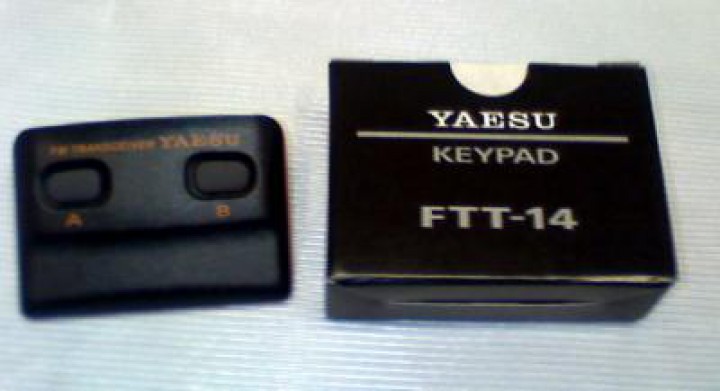 FM TRANSCEIVER YAESU
A B
YAESU
KEYPAD
FTT-14